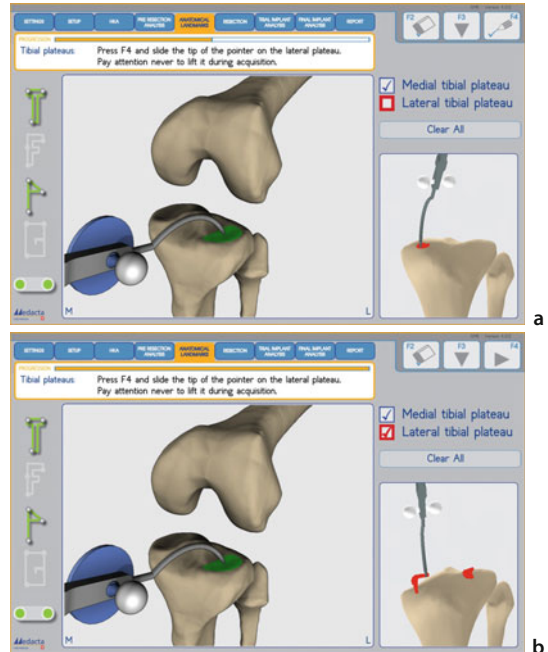 SETTINGS SETUP HKA PRE RESECTION ANALYSIS ANATOMICAL LANDMARKS RESECTION TRIAL IMPLANT ANALYSIS FINAL IMPLANT ANALYSIS REPORT
F2 F3 F4
PROGRESSION
Tibial plateaus: Press F4 and slide the tip of the pointer on the lateral plateau.
Pay attention never to lift it during acquisition.
Medial tibial plateau
Lateral tibial plateau
Clear All
Medacta
M L
a
SETTINGS SETUP HKA PRE RESECTION ANALYSIS ANATOMICAL LANDMARKS RESECTION TRIAL IMPLANT ANALYSIS FINAL IMPLANT ANALYSIS REPORT
F2 F3 F4
PROGRESSION
Tibial plateaus: Press F4 and slide the tip of the pointer on the lateral plateau.
Pay attention never to lift it during acquisition.
Medial tibial plateau
Lateral tibial plateau
Clear All
Medacta
M L
b